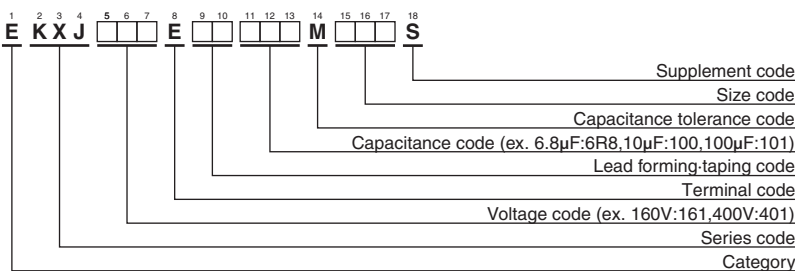 1 2 3 4 5 6 7 8 9 10 11 12 13 14 15 16 17 18
E K X J □□□ E □□ □□□ M □□□ S
Supplement code
Size code
Capacitance tolerance code
Capacitance code (ex. 6.8μF:6R8,10μF:100,100μF:101)
Lead forming·taping code
Terminal code
Voltage code (ex. 160V:161,400V:401)
Series code
Category